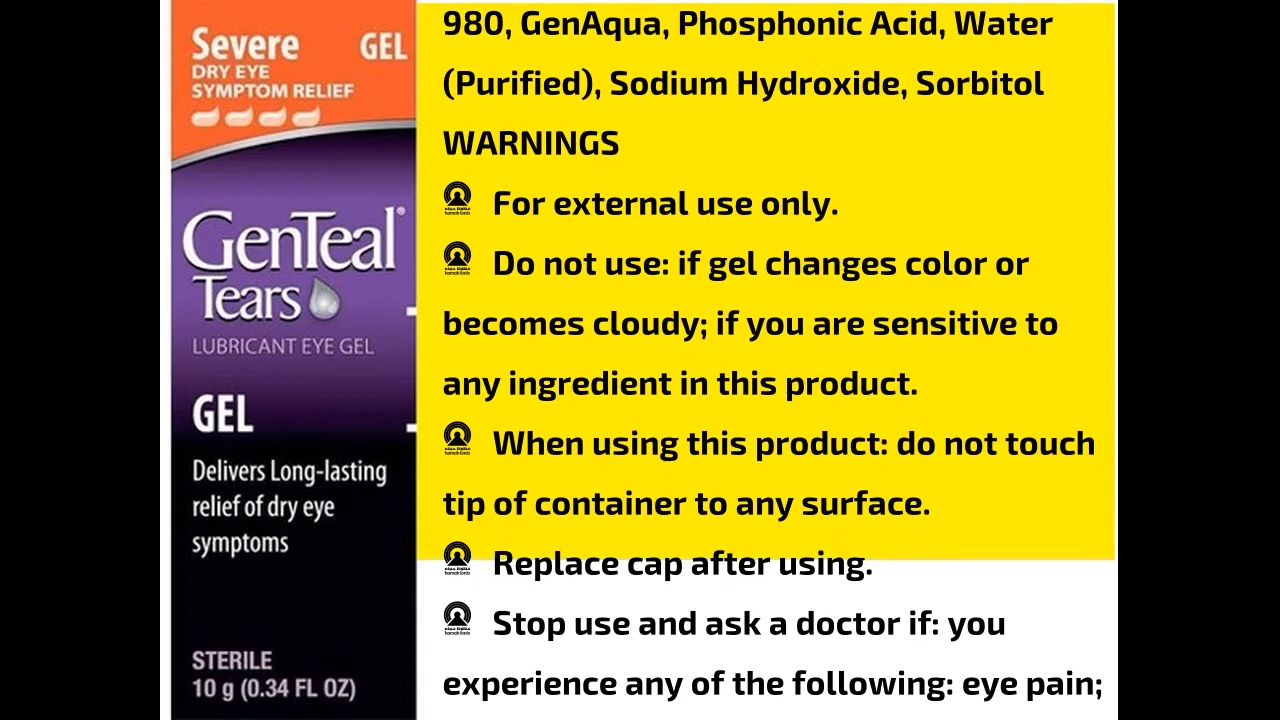 Severe GEL
DRY EYE
SYMPTOM RELIEF
GenTeal®
Tears
LUBRICANT EYE GEL
GEL
Delivers Long-lasting
relief of dry eye
symptoms
STERILE
10 g (0.34 FL OZ)
980, GenAqua, Phosphonic Acid, Water
(Purified), Sodium Hydroxide, Sorbitol
WARNINGS
For external use only.
Do not use: if gel changes color or
becomes cloudy; if you are sensitive to
any ingredient in this product.
When using this product: do not touch
tip of container to any surface.
Replace cap after using.
Stop use and ask a doctor if: you
experience any of the following: eye pain;